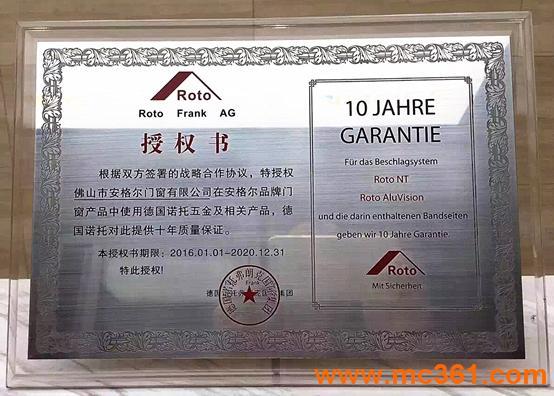 Roto
Roto Frank AG
授权书
根据双方签署的战略合作协议，特授权
佛山市安格尔门窗有限公司在安格尔品牌门
窗产品中使用德国诺托五金及相关产品，德
国诺托对此提供十年质量保证。
本授权书期限：2016.01.01-2020.12.31
特此授权！
Frank
集团
10 JAHRE
GARANTIE
Für das Beschlagsystem
Roto NT
Roto AluVision
und die darin enthaltenen Bandseiten
geben wir 10 Jahre Garantie.
Roto
Mit Sicherheit
www.mc361.com